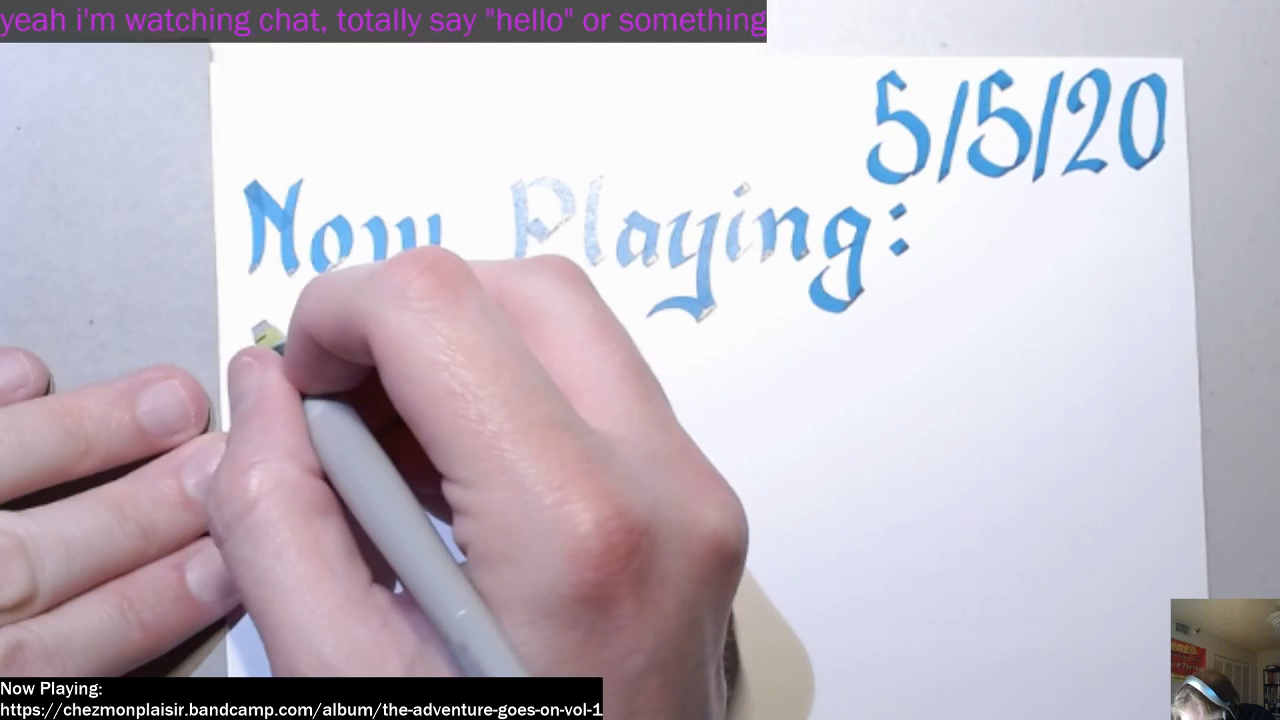 yeah i'm watching chat, totally say "hello" or something
5/5/20
Now Playing:
Now Playing:
https://chezmonplaisir.bandcamp.com/album/the-adventure-goes-on-vol-1